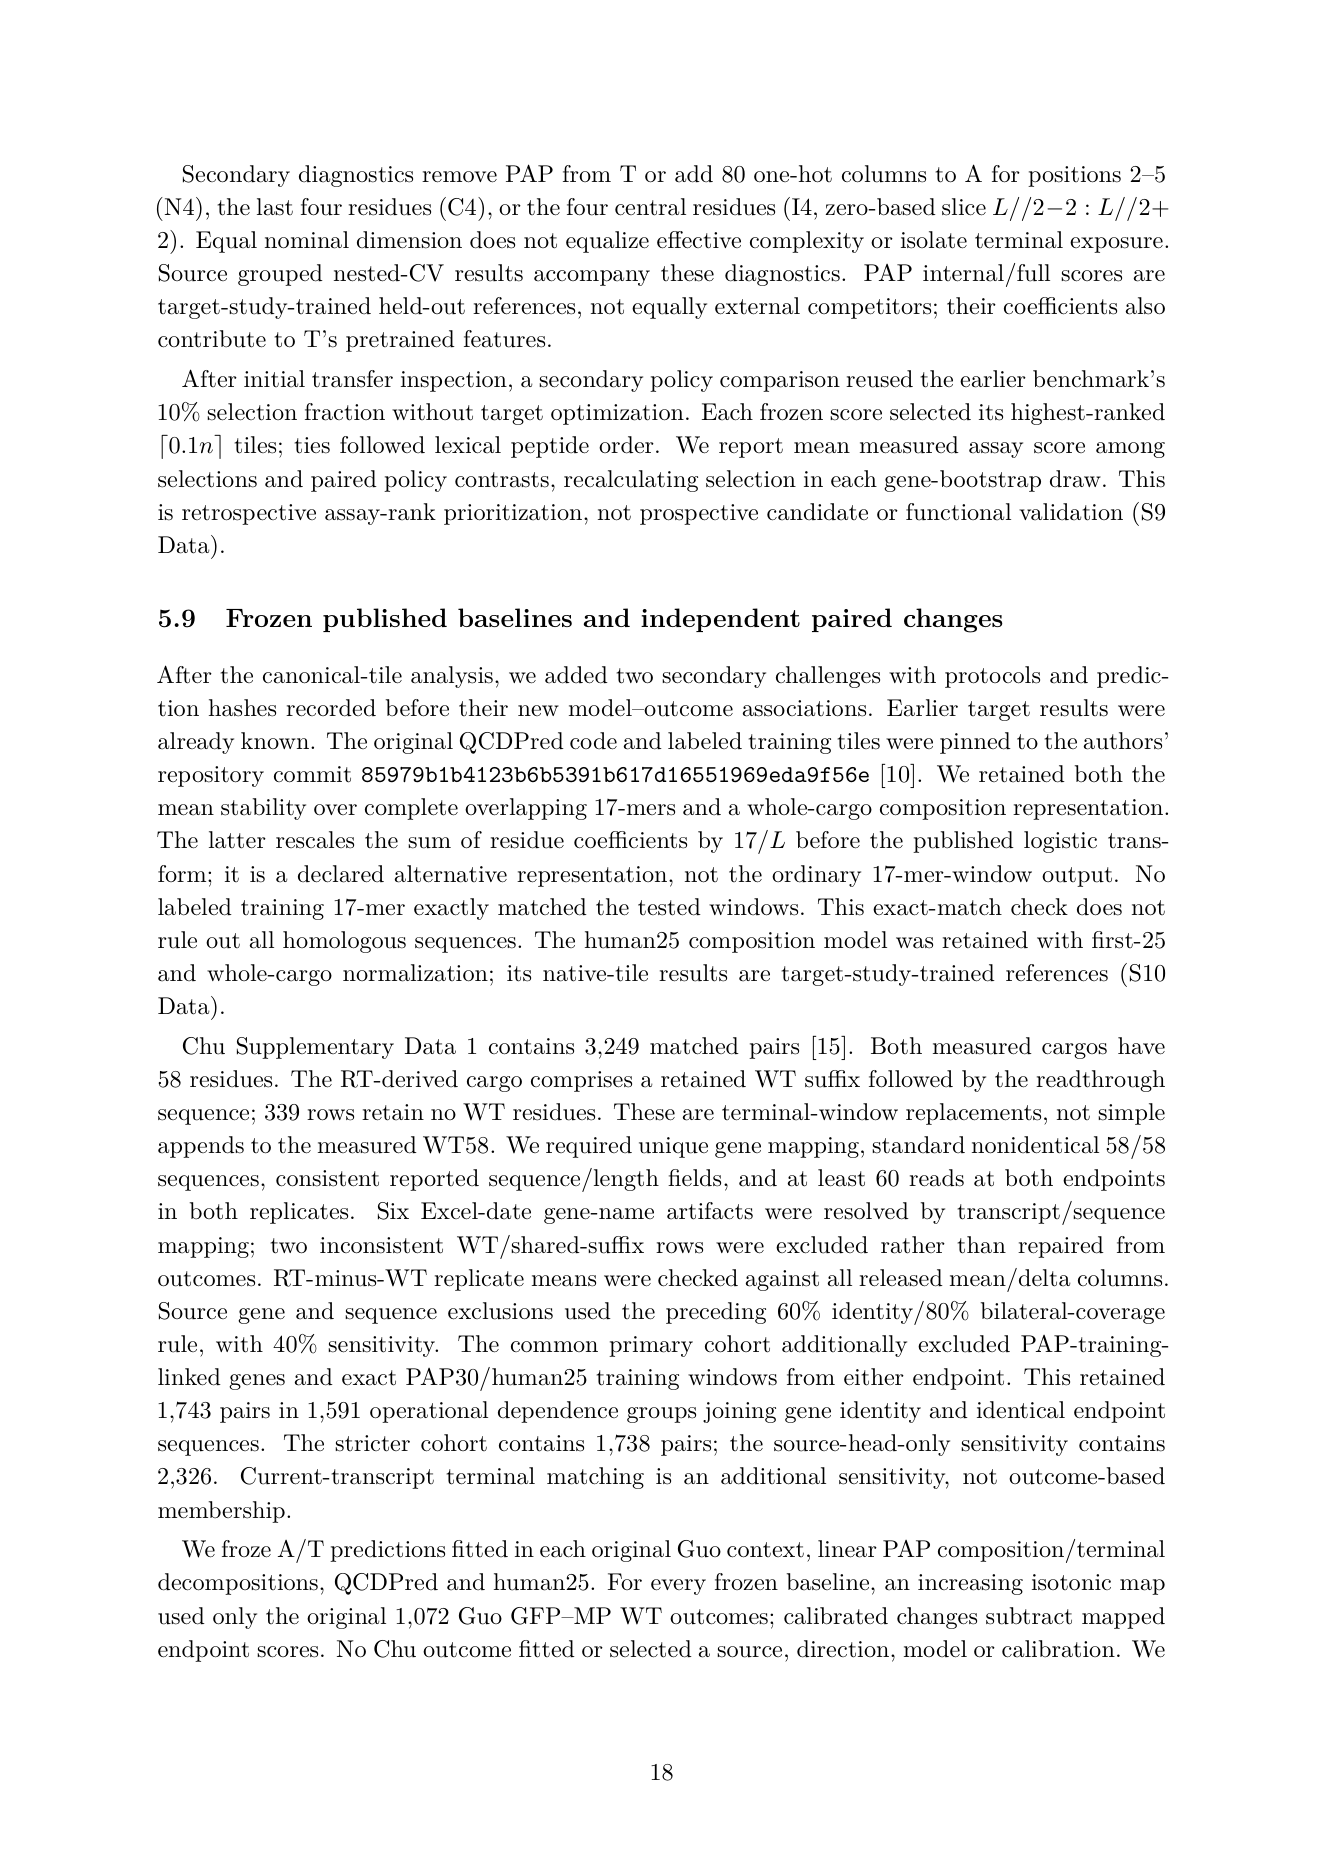 Secondary diagnostics remove PAP from T or add 80 one-hot columns to A for positions 2–5
(N4), the last four residues (C4), or the four central residues (I4, zero-based slice L//2−2 : L//2+
2). Equal nominal dimension does not equalize effective complexity or isolate terminal exposure.
Source grouped nested-CV results accompany these diagnostics. PAP internal/full scores are
target-study-trained held-out references, not equally external competitors; their coefficients also
contribute to T's pretrained features.
After initial transfer inspection, a secondary policy comparison reused the earlier benchmark's
10% selection fraction without target optimization. Each frozen score selected its highest-ranked
⌈0.1n⌉ tiles; ties followed lexical peptide order. We report mean measured assay score among
selections and paired policy contrasts, recalculating selection in each gene-bootstrap draw. This
is retrospective assay-rank prioritization, not prospective candidate or functional validation (S9
Data).
5.9 Frozen published baselines and independent paired changes
After the canonical-tile analysis, we added two secondary challenges with protocols and predic-
tion hashes recorded before their new model–outcome associations. Earlier target results were
already known. The original QCDPred code and labeled training tiles were pinned to the authors'
repository commit 85979b1b4123b6b5391b617d16551969eda9f56e [10]. We retained both the
mean stability over complete overlapping 17-mers and a whole-cargo composition representation.
The latter rescales the sum of residue coefficients by 17/L before the published logistic trans-
form; it is a declared alternative representation, not the ordinary 17-mer-window output. No
labeled training 17-mer exactly matched the tested windows. This exact-match check does not
rule out all homologous sequences. The human25 composition model was retained with first-25
and whole-cargo normalization; its native-tile results are target-study-trained references (S10
Data).
Chu Supplementary Data 1 contains 3,249 matched pairs [15]. Both measured cargos have
58 residues. The RT-derived cargo comprises a retained WT suffix followed by the readthrough
sequence; 339 rows retain no WT residues. These are terminal-window replacements, not simple
appends to the measured WT58. We required unique gene mapping, standard nonidentical 58/58
sequences, consistent reported sequence/length fields, and at least 60 reads at both endpoints
in both replicates. Six Excel-date gene-name artifacts were resolved by transcript/sequence
mapping; two inconsistent WT/shared-suffix rows were excluded rather than repaired from
outcomes. RT-minus-WT replicate means were checked against all released mean/delta columns.
Source gene and sequence exclusions used the preceding 60% identity/80% bilateral-coverage
rule, with 40% sensitivity. The common primary cohort additionally excluded PAP-training-
linked genes and exact PAP30/human25 training windows from either endpoint. This retained
1,743 pairs in 1,591 operational dependence groups joining gene identity and identical endpoint
sequences. The stricter cohort contains 1,738 pairs; the source-head-only sensitivity contains
2,326. Current-transcript terminal matching is an additional sensitivity, not outcome-based
membership.
We froze A/T predictions fitted in each original Guo context, linear PAP composition/terminal
decompositions, QCDPred and human25. For every frozen baseline, an increasing isotonic map
used only the original 1,072 Guo GFP–MP WT outcomes; calibrated changes subtract mapped
endpoint scores. No Chu outcome fitted or selected a source, direction, model or calibration. We
18